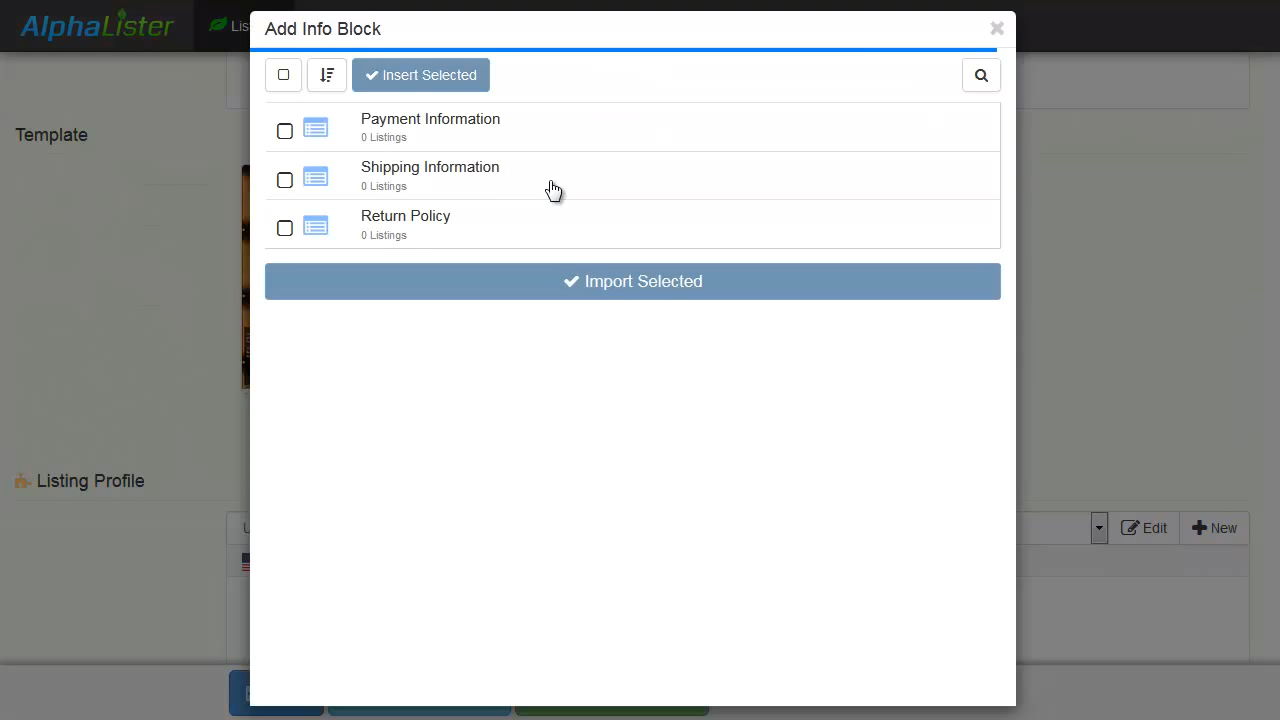 AlphaLister
Lis
Add Info Block
Insert Selected
Payment Information
0 Listings
Shipping Information
0 Listings
Return Policy
0 Listings
Import Selected
Template
Listing Profile
Edit
New